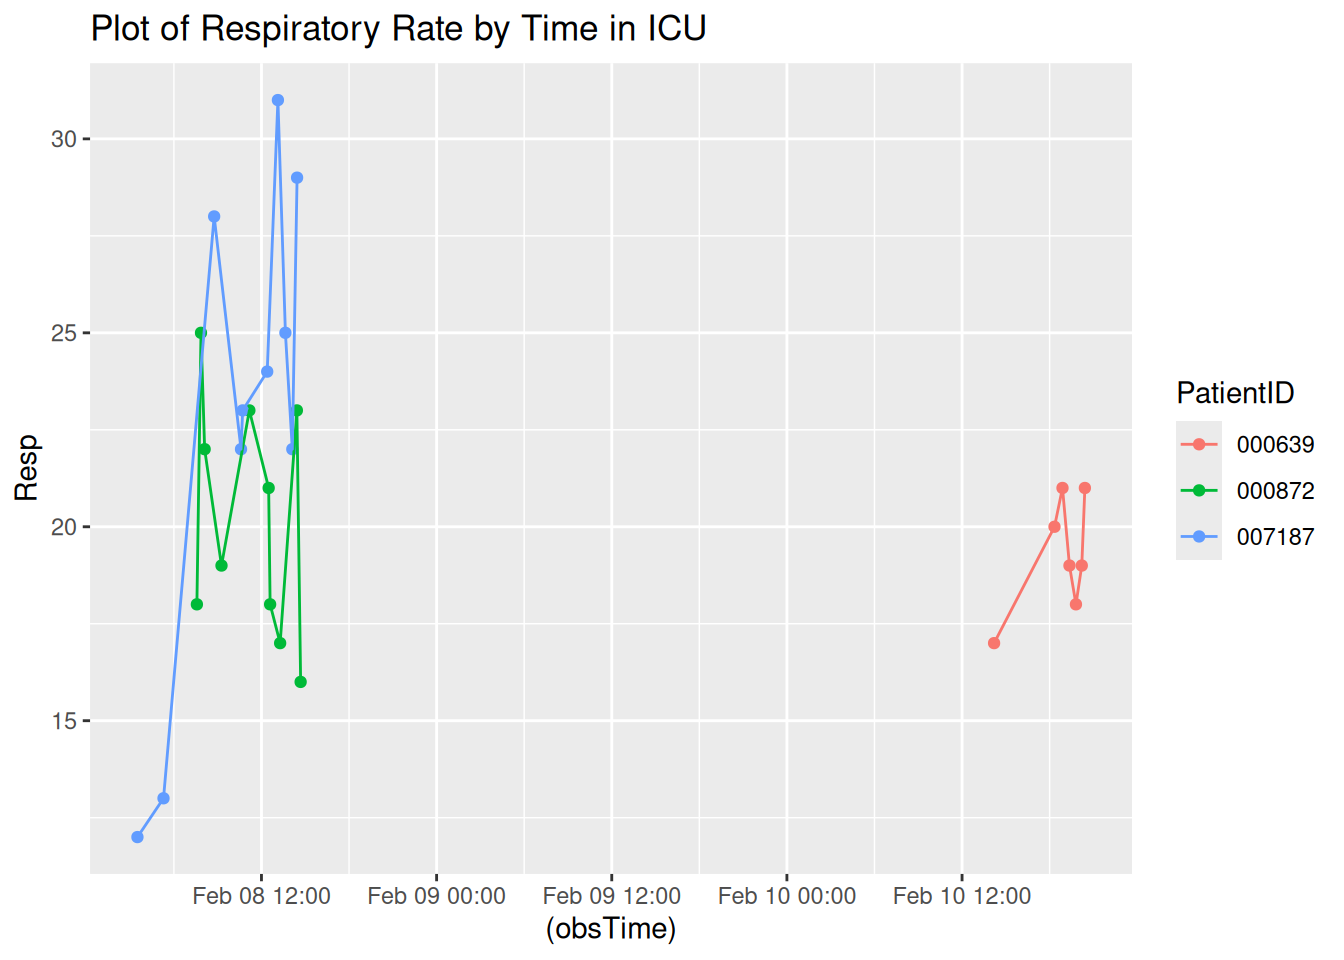 Plot of Respiratory Rate by Time in ICU
30
25
20
15
Resp
Feb 08 12:00 Feb 09 00:00 Feb 09 12:00 Feb 10 00:00 Feb 10 12:00
(obsTime)
PatientID
000639
000872
007187